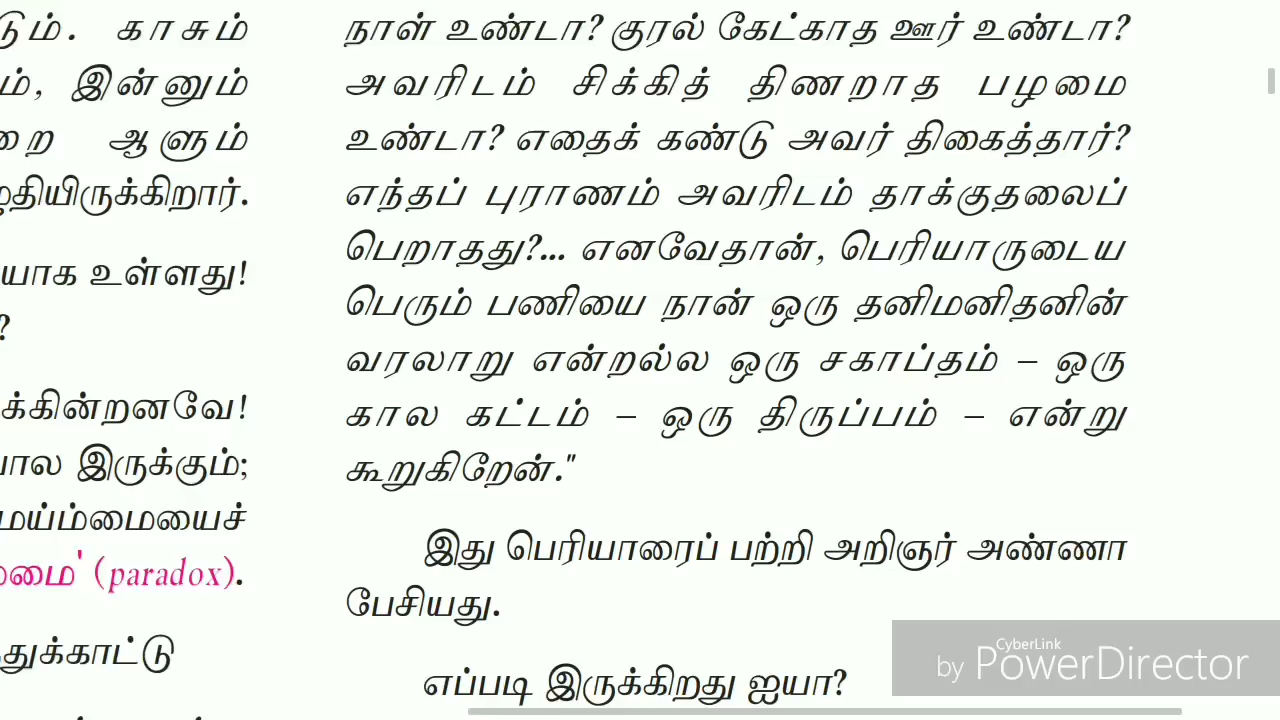 டும். காசும்
இன்னும்
ஆளும்
உள்ளது!
?
இருக்கும்;
(paradox).
நாள் உண்டா? குரல் கேட்காத ஊர் உண்டா?
அவரிடம் சிக்கித் திணறாத பழமை
உண்டா? எதைக் கண்டு அவர் திகைத்தார்?
எந்தப் புராணம் அவரிடம் தாக்குதலைப்
பெறாதது?... எனவேதான், பெரியாருடைய
பெரும் பணியை நான் ஒரு தனிமனிதனின்
வரலாறு என்றல்ல ஒரு சகாப்தம் – ஒரு
கால கட்டம் – ஒரு திருப்பம் – என்று
கூறுகிறேன்."
இது பெரியாரைப் பற்றி அறிஞர் அண்ணா
பேசியது.
எப்படி இருக்கிறது ஐயா?
CyberLink
by PowerDirector